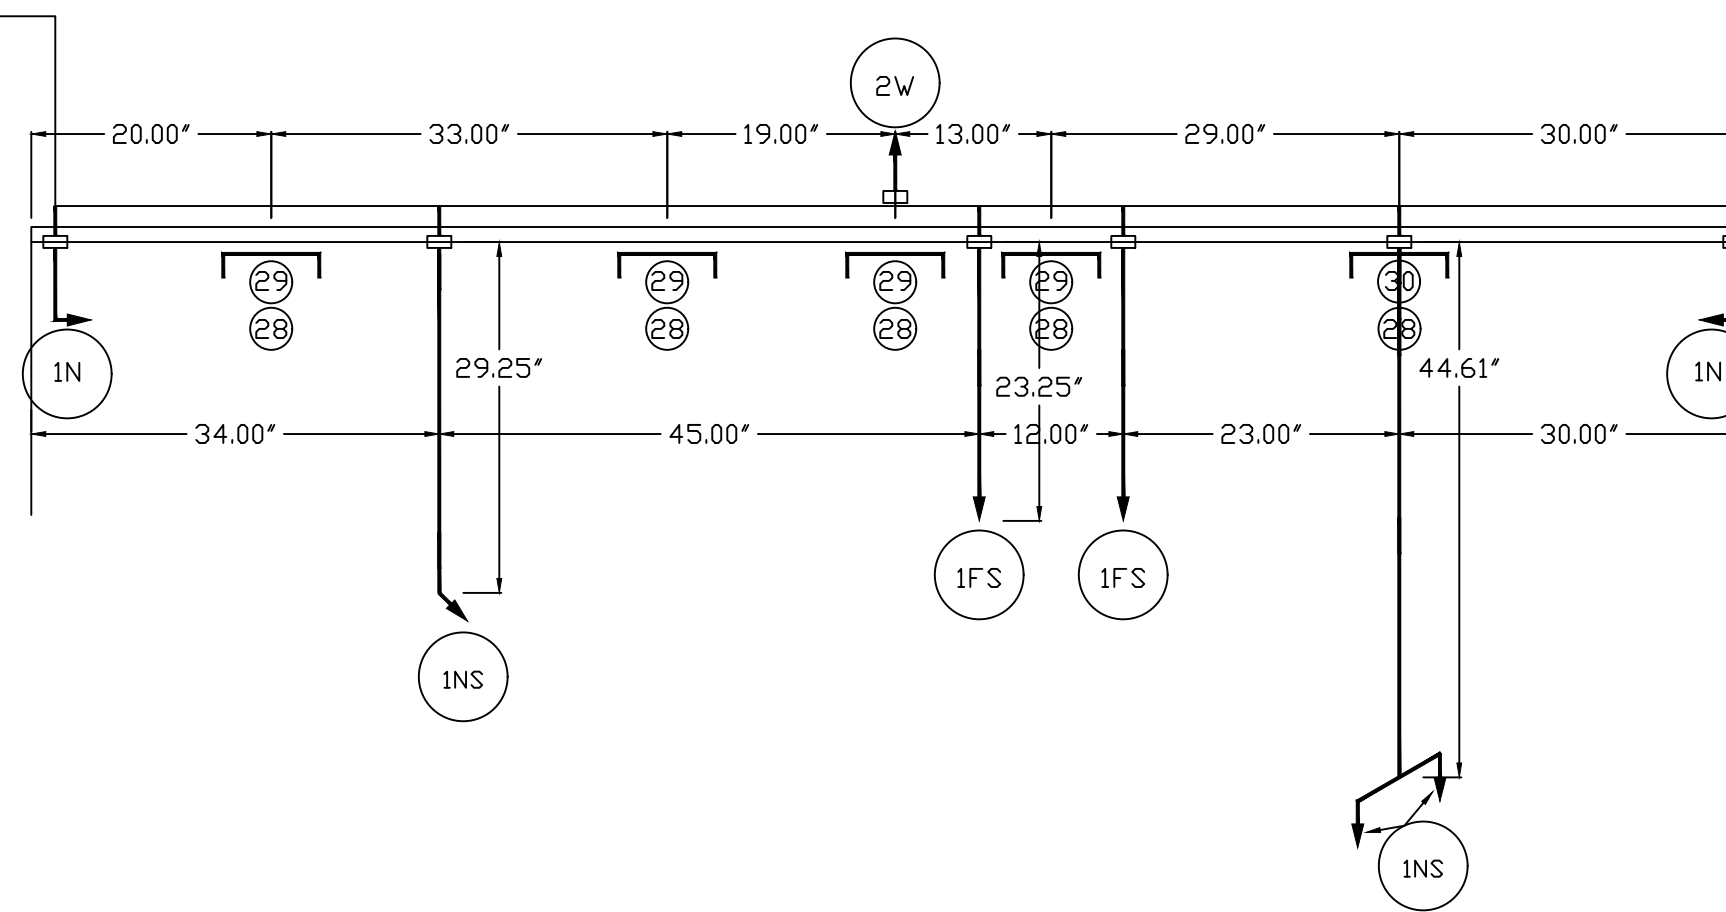 2W
20.00" 33.00" 19.00" 13.00" 29.00" 30.00"
29 29 29 29 30
28 28 28 28 28
1N 29.25" 23.25" 44.61" 1N
34.00" 45.00" 12.00" 23.00" 30.00"
1FS 1FS
1NS
1NS